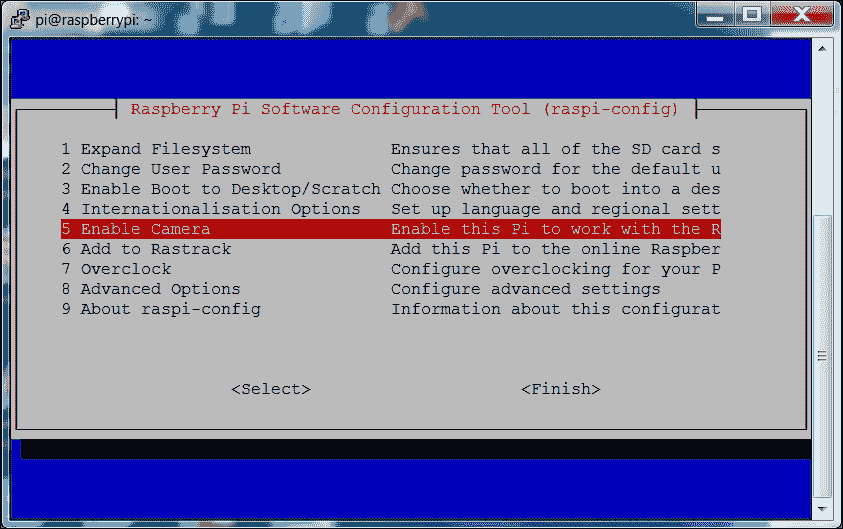 pi@raspberrypi: ~
Raspberry Pi Software Configuration Tool (raspi-config)
1 Expand Filesystem Ensures that all of the SD card s
2 Change User Password Change password for the default u
3 Enable Boot to Desktop/Scratch Choose whether to boot into a des
4 Internationalisation Options Set up language and regional sett
5 Enable Camera Enable this Pi to work with the R
6 Add to Rastrack Add this Pi to the online Raspber
7 Overclock Configure overclocking for your P
8 Advanced Options Configure advanced settings
9 About raspi-config Information about this configurat
<Select> <Finish>